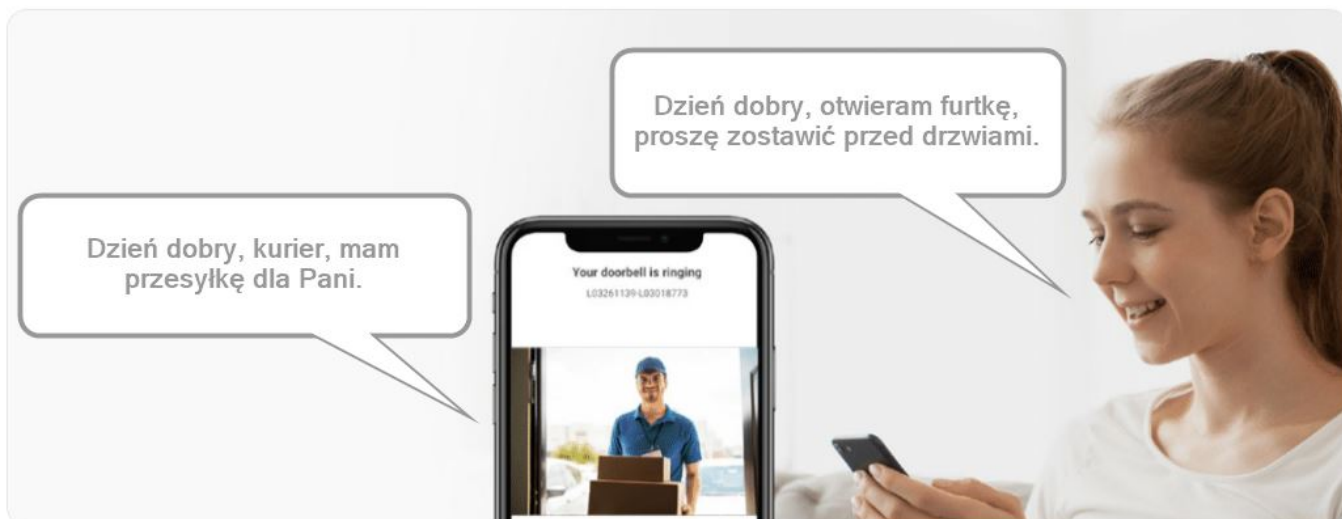 Dzień dobry, otwieram furtkę,
proszę zostawić przed drzwiami.
Dzień dobry, kurier, mam
przesyłkę dla Pani.
Your doorbell is ringing
L03261139-L03018773